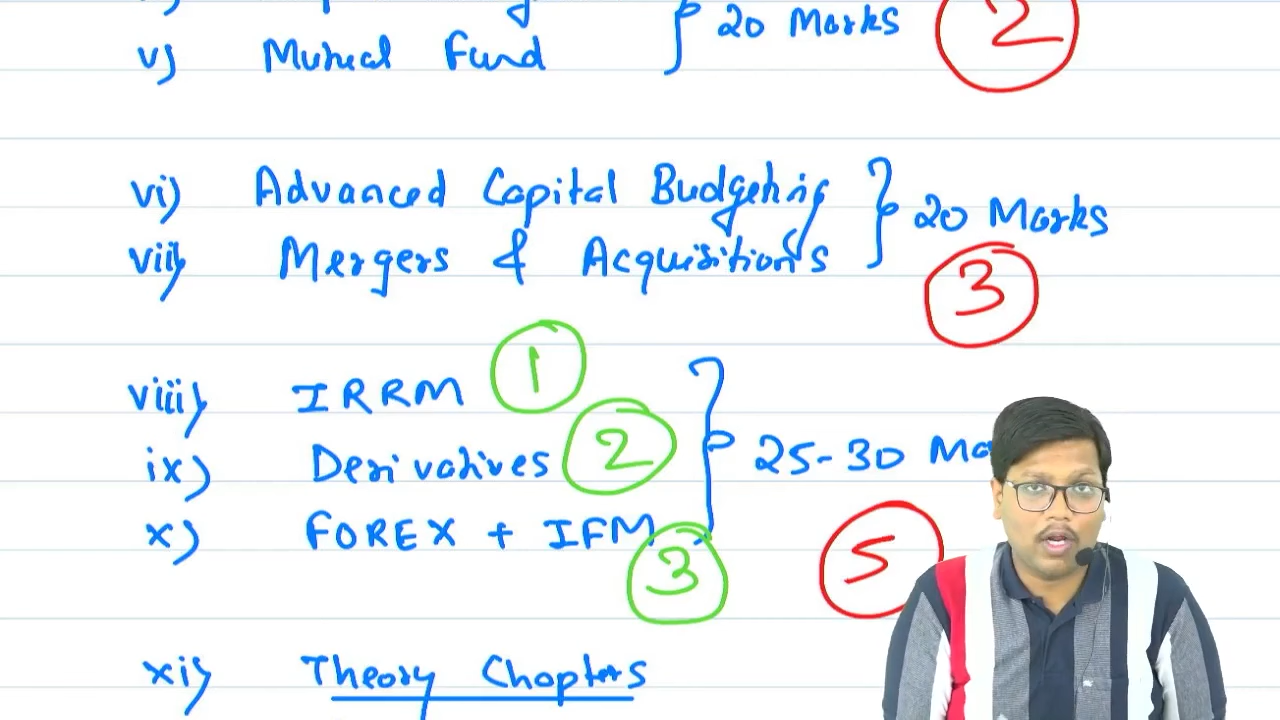 20 Marks 2
v) Mutual Fund
vi) Advanced Capital Budgeting
20 Marks
vii) Mergers & Acquisitions
3
1
viii) IRRM
2
ix) Derivatives
25-30
x) FOREX + IFM
3
5
xi) Theory Chapters